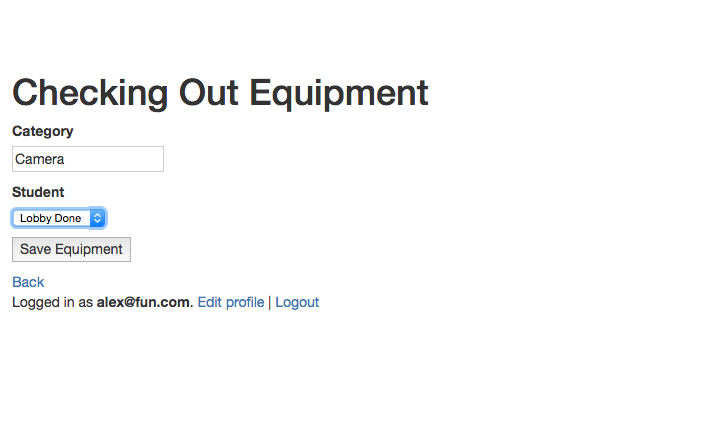 Checking Out Equipment
Category
Camera
Student
Lobby Done
Save Equipment
Back
Logged in as alex@fun.com. Edit profile | Logout